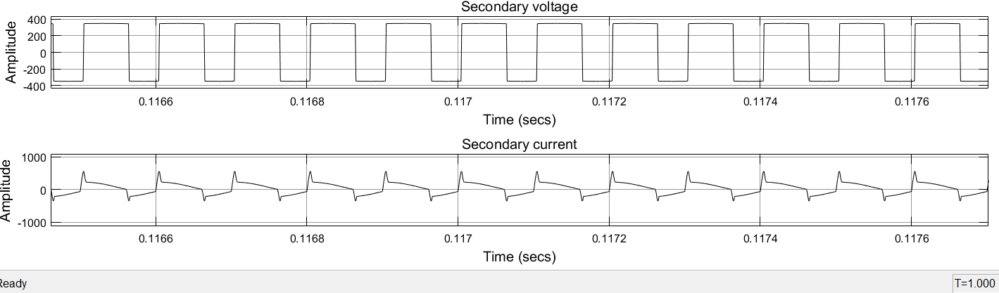 Secondary voltage
Amplitude
400
200
0
-200
-400
0.1166 0.1168 0.117 0.1172 0.1174 0.1176
Time (secs)
Secondary current
Amplitude
1000
0
-1000
0.1166 0.1168 0.117 0.1172 0.1174 0.1176
Time (secs)
Ready T=1.000